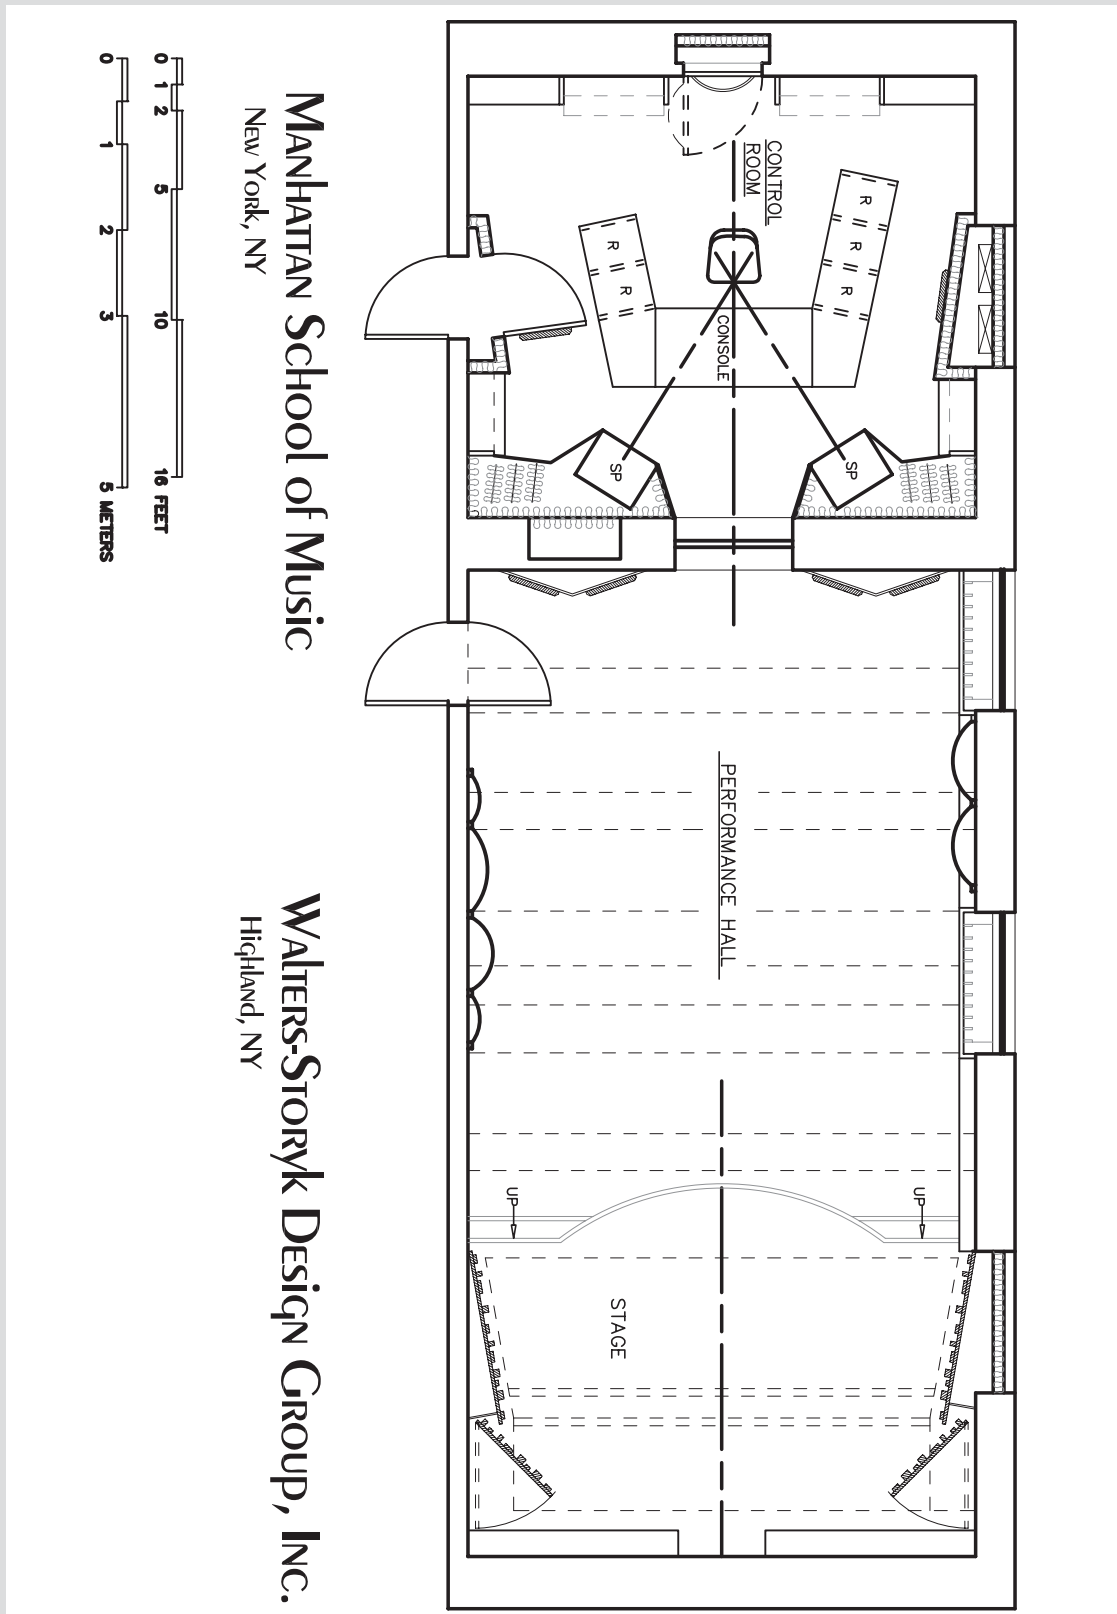 CONTROL
ROOM
R
R
R
R
R
CONSOLE
SP
SP
PERFORMANCE HALL
UP
UP
STAGE
MANHATTAN SCHOOL OF MUSIC
NEW YORK, NY
WALTERS-STORYK DESIGN GROUP, INC.
HIGHLAND, NY
0 1 2 5 10 16 FEET
0 1 2 3 5 METERS